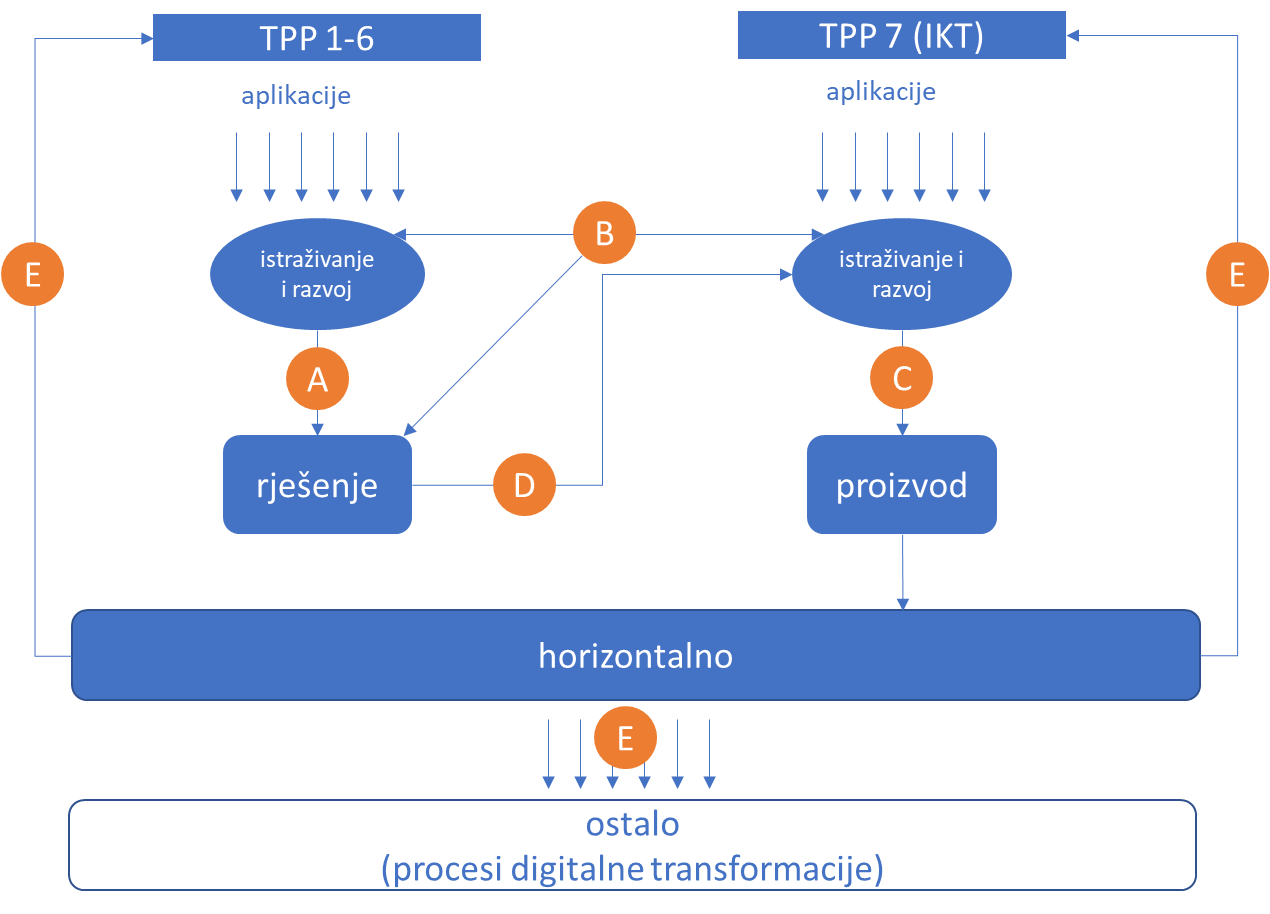 TPP 1-6
TPP 7 (IKT)
aplikacije
aplikacije
B
istraživanje
i razvoj
istraživanje i
razvoj
E
E
A
C
rješenje
D
proizvod
horizontalno
E
ostalo
(procesi digitalne transformacije)